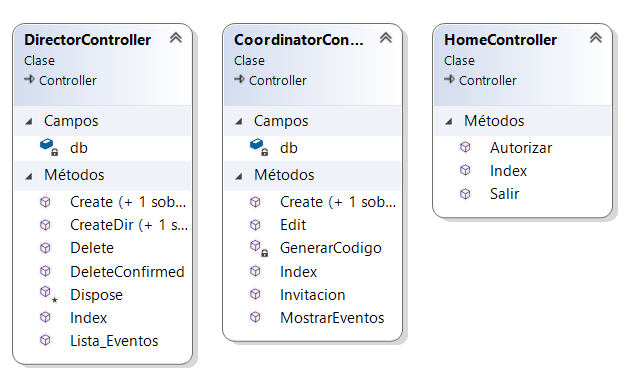 DirectorController
Clase
Controller
Campos
db
Métodos
Create (+ 1 sob...
CreateDir (+ 1 s...
Delete
DeleteConfirmed
Dispose
Index
Lista_Eventos
CoordinatorCon...
Clase
Controller
Campos
db
Métodos
Create (+ 1 sob...
Edit
GenerarCodigo
Index
Invitacion
MostrarEventos
HomeController
Clase
Controller
Métodos
Autorizar
Index
Salir